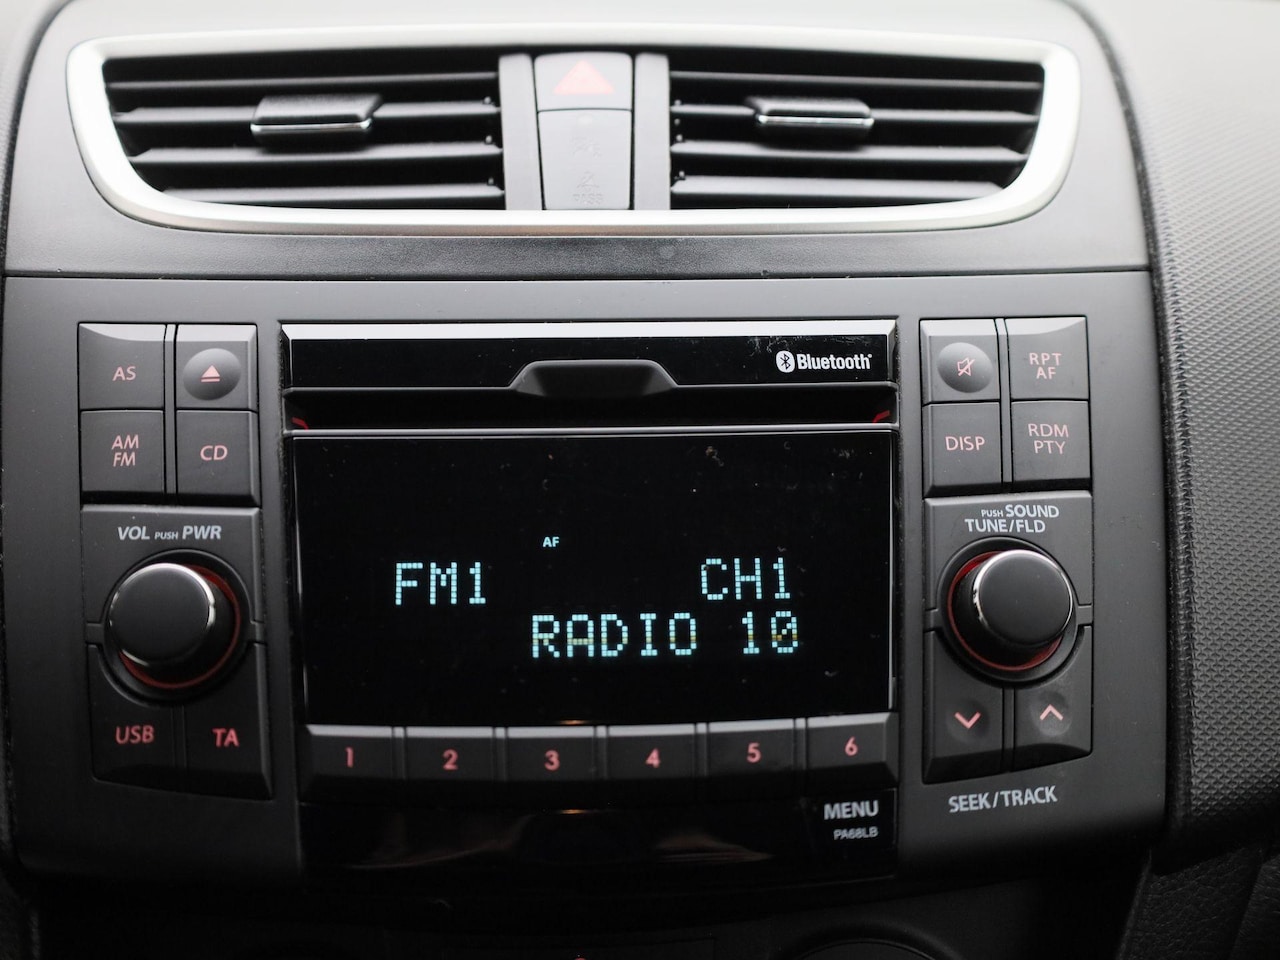 Bluetooth
AS
RPT
AF
AM
FM
CD
DISP
RDM
PTY
VOL PUSH PWR
PUSH SOUND
TUNE/FLD
AF
FM1 CH1
RADIO 10
USB
TA
1 2 3 4 5 6
SEEK/TRACK
MENU
PA68LB